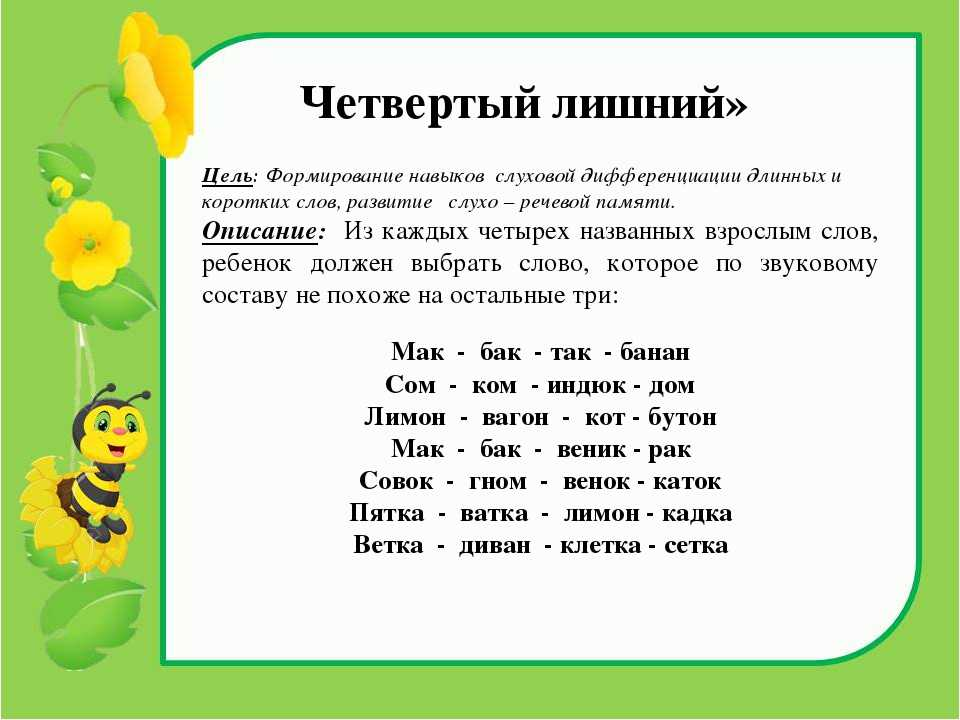 Четвертый лишний»
Цель: Формирование навыков слуховой дифференциации длинных и
коротких слов, развитие слухо – речевой памяти.
Описание: Из каждых четырех названных взрослым слов,
ребенок должен выбрать слово, которое по звуковому
составу не похоже на остальные три:
Мак - бак - так - банан
Сом - ком - индюк - дом
Лимон - вагон - кот - бутон
Мак - бак - веник - рак
Совок - гном - венок - каток
Пятка - ватка - лимон - кадка
Ветка - диван - клетка - сетка